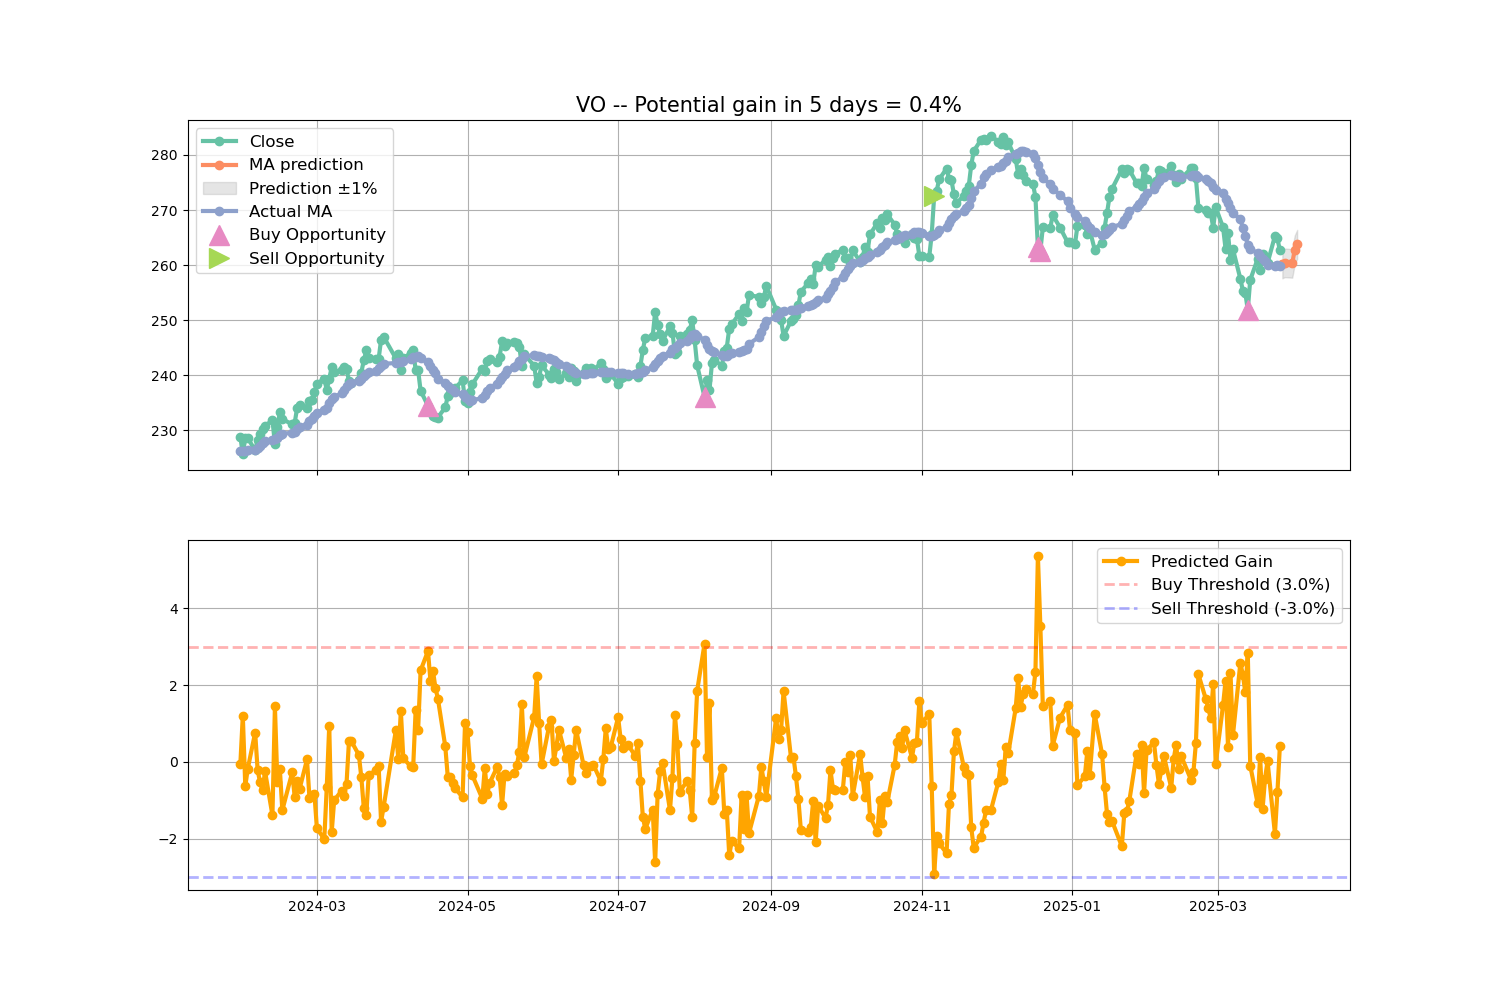 VO -- Potential gain in 5 days = 0.4%
Close
MA prediction
Prediction ±1%
Actual MA
Buy Opportunity
Sell Opportunity
280
270
260
250
240
230
Predicted Gain
Buy Threshold (3.0%)
Sell Threshold (-3.0%)
4
2
0
−2
2024-03 2024-05 2024-07 2024-09 2024-11 2025-01 2025-03